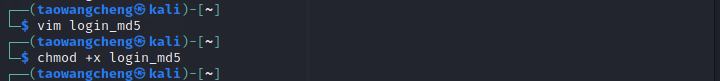 ┌──(taowangcheng㉿kali)-[~]
└─$ vim login_md5
┌──(taowangcheng㉿kali)-[~]
└─$ chmod +x login_md5
┌──(taowangcheng㉿kali)-[~]